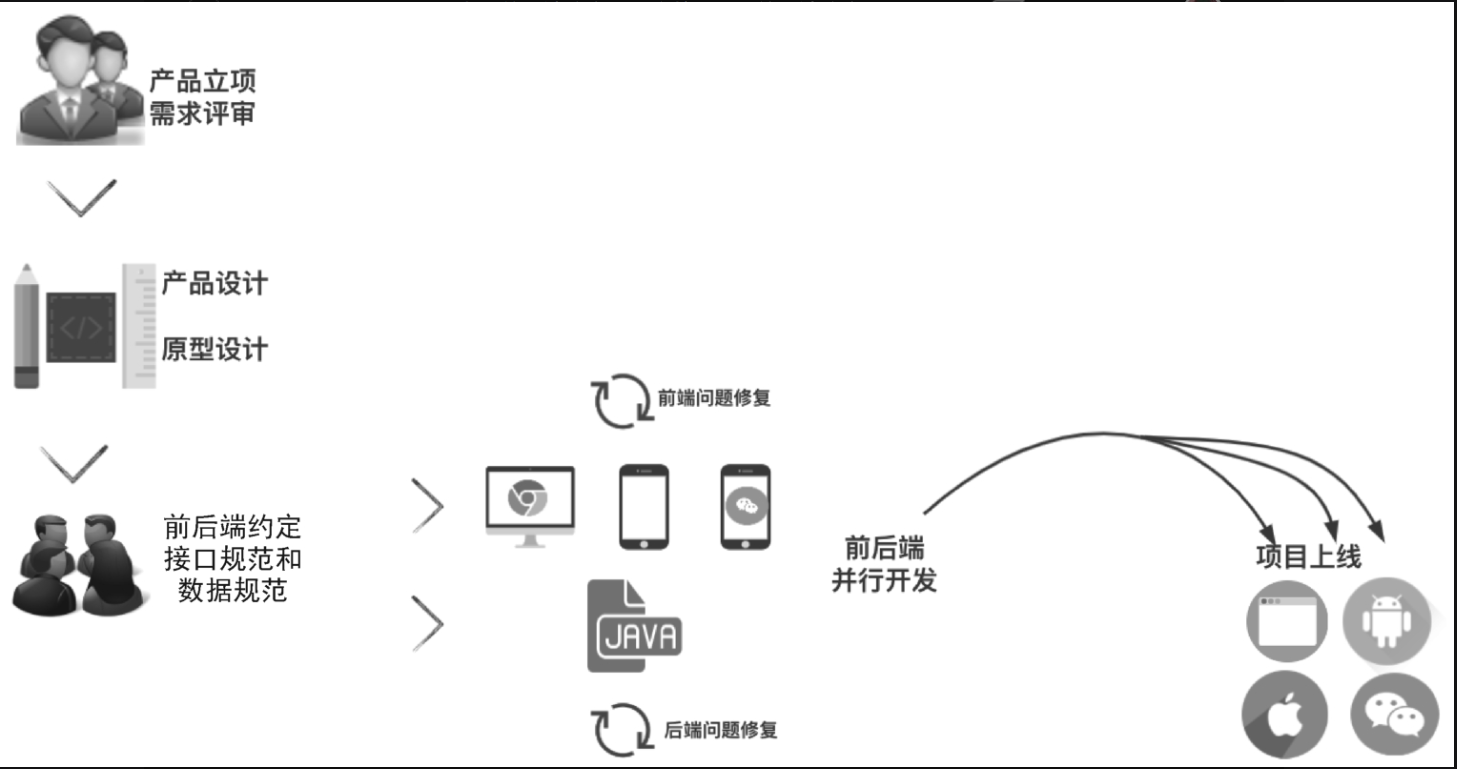 产品立项
需求评审
产品设计
</>
原型设计
前端问题修复
前后端约定
接口规范和
数据规范
前后端
并行开发
项目上线
JAVA
后端问题修复